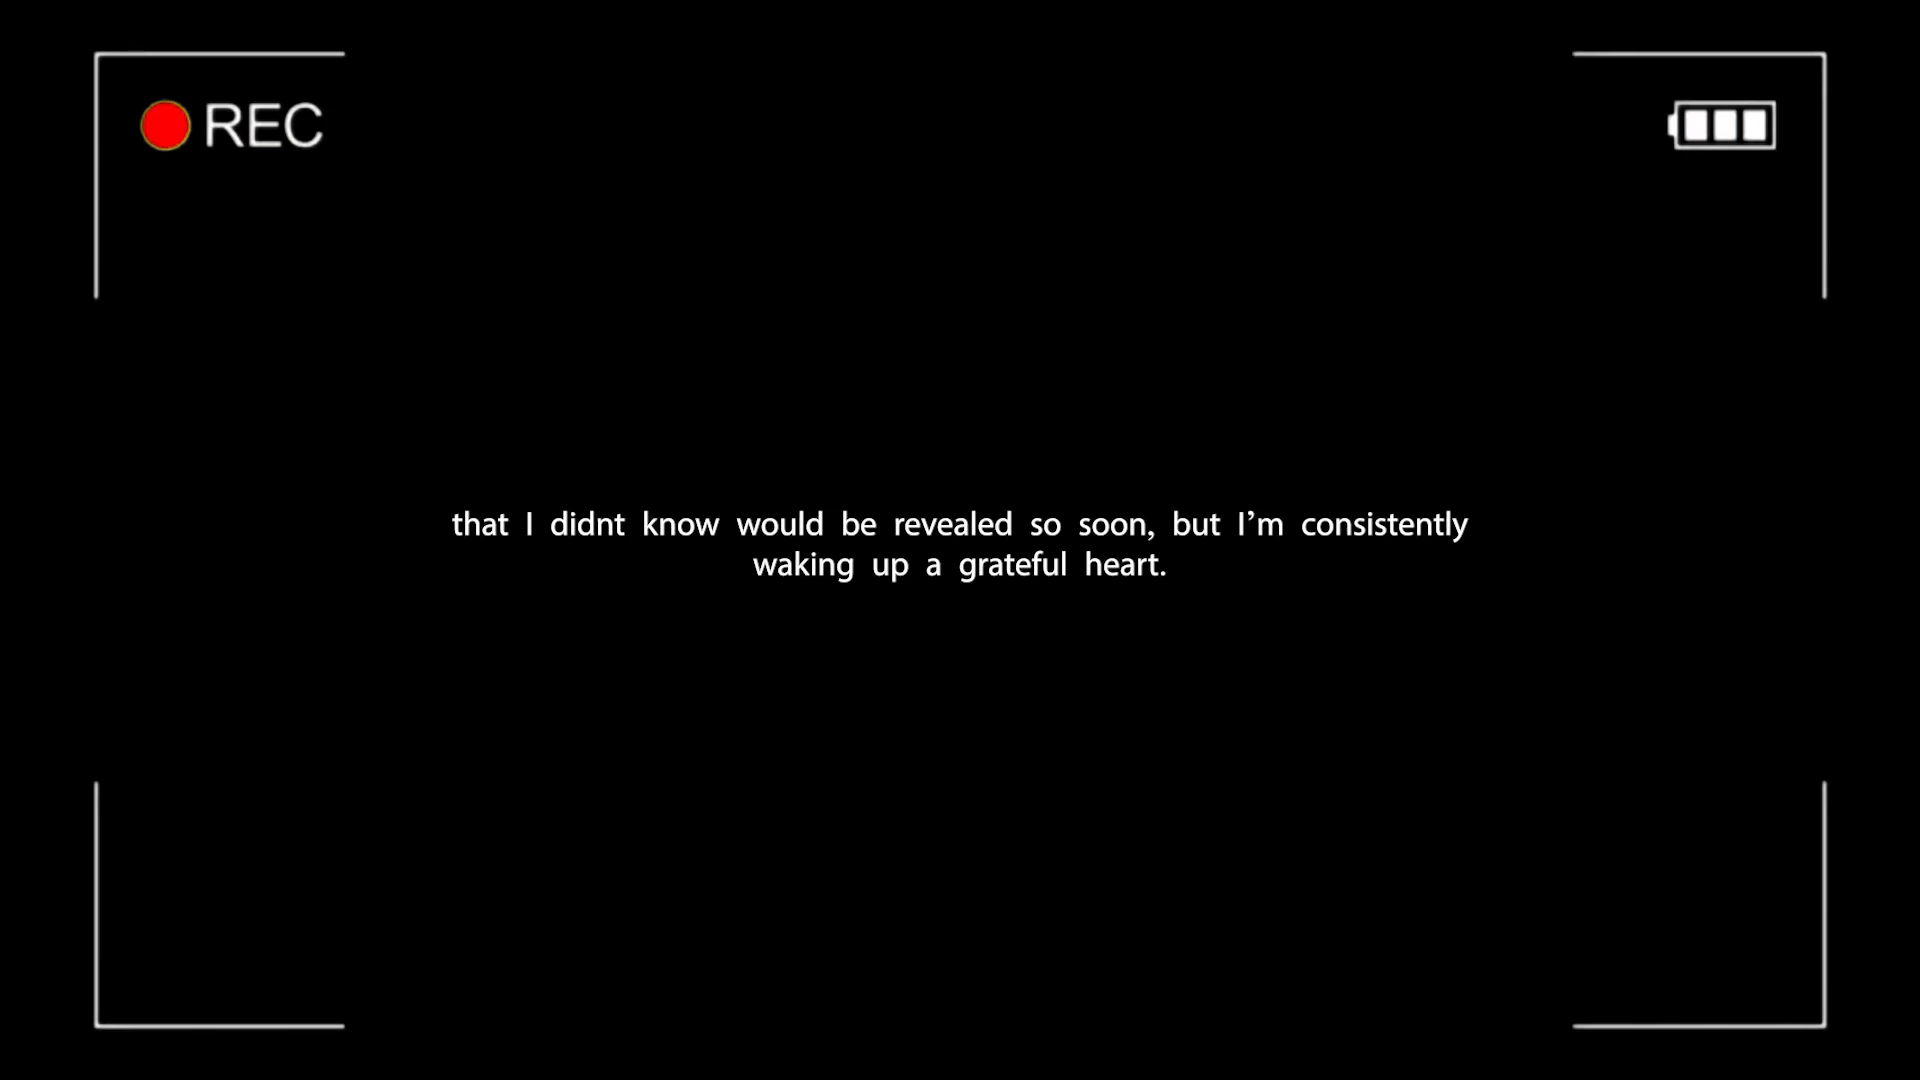 REC
that I didnt know would be revealed so soon, but I’m consistently
waking up a grateful heart.